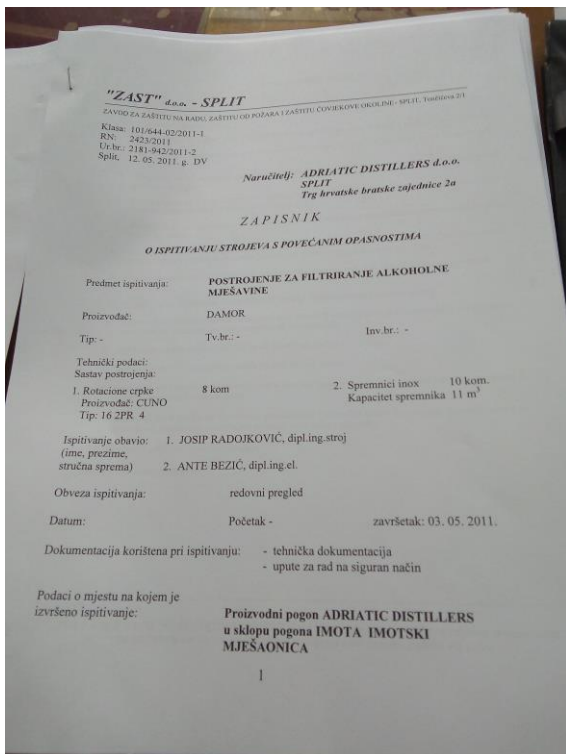 "ZAST" d.o.o. - SPLIT
ZAVOD ZA ZAŠTITU NA RADU, ZAŠTITU OD POŽARA I ZAŠTITU ČOVJEKOVE OKOLINE- SPLIT, Tončićeva 2/1
Klasa: 101/644-02/2011-1
RN: 2423/2011
Ur.br.: 2181-942/2011-2
Split, 12. 05. 2011. g. DV
Naručitelj: ADRIATIC DISTILLERS d.o.o.
SPLIT
Trg hrvatske bratske zajednice 2a
ZAPISNIK
O ISPITIVANJU STROJEVA S POVEĆANIM OPASNOSTIMA
Predmet ispitivanja: POSTROJENJE ZA FILTRIRANJE ALKOHOLNE
MJEŠAVINE
Proizvođač: DAMOR
Tip: - Tv.br.: - Inv.br.: -
Tehnički podaci:
Sastav postrojenja:
1. Rotacione crpke 8 kom 2. Spremnici inox 10 kom.
Proizvođač: CUNO Kapacitet spremnika 11 m³
Tip: 16 2PR 4
Ispitivanje obavio: 1. JOSIP RADOJKOVIĆ, dipl.ing.stroj
(ime, prezime,
stručna sprema) 2. ANTE BEZIĆ, dipl.ing.el.
Obveza ispitivanja: redovni pregled
Datum: Početak - završetak: 03. 05. 2011.
Dokumentacija korištena pri ispitivanju: - tehnička dokumentacija
- upute za rad na siguran način
Podaci o mjestu na kojem je
izvršeno ispitivanje: Proizvodni pogon ADRIATIC DISTILLERS
u sklopu pogona IMOTA IMOTSKI
MJEŠAONICA
1